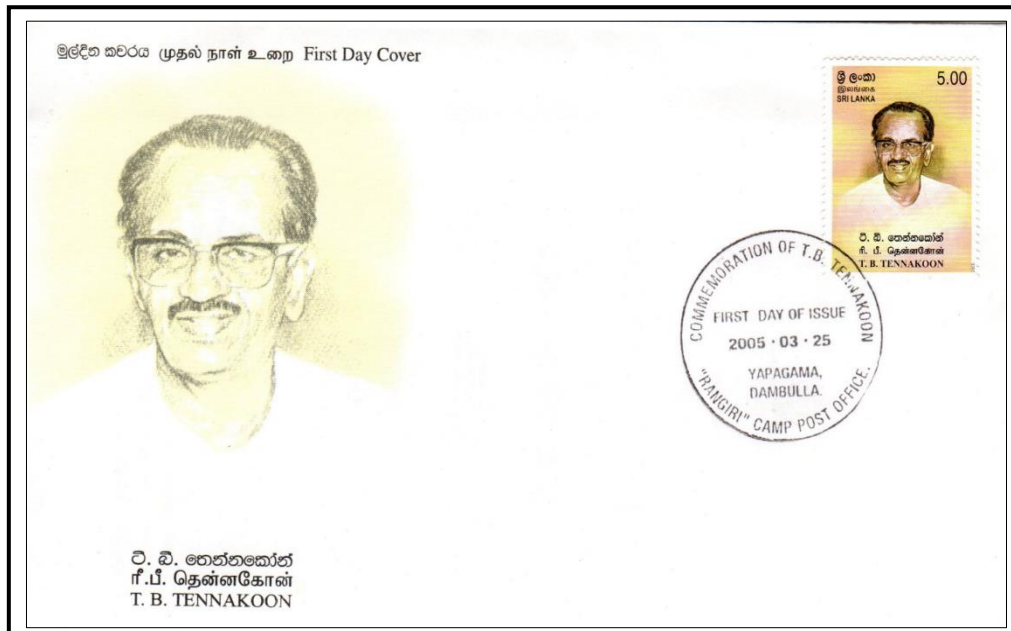 මුල්දින කවරය முதல் நாள் உறை First Day Cover
ශ්‍රී ලංකා 5.00
இலங்கை
SRI LANKA
ටී. බී. තෙන්නකෝන්
ரீ. பீ. தென்னகோன்
T. B. TENNAKOON
COMMEMORATION OF T.B. TENNAKOON
FIRST DAY OF ISSUE
2005 · 03 · 25
YAPAGAMA,
DAMBULLA.
"RANGIRI" CAMP POST OFFICE.
ටී. බී. තෙන්නකෝන්
ரீ.பீ. தென்னகோன்
T. B. TENNAKOON